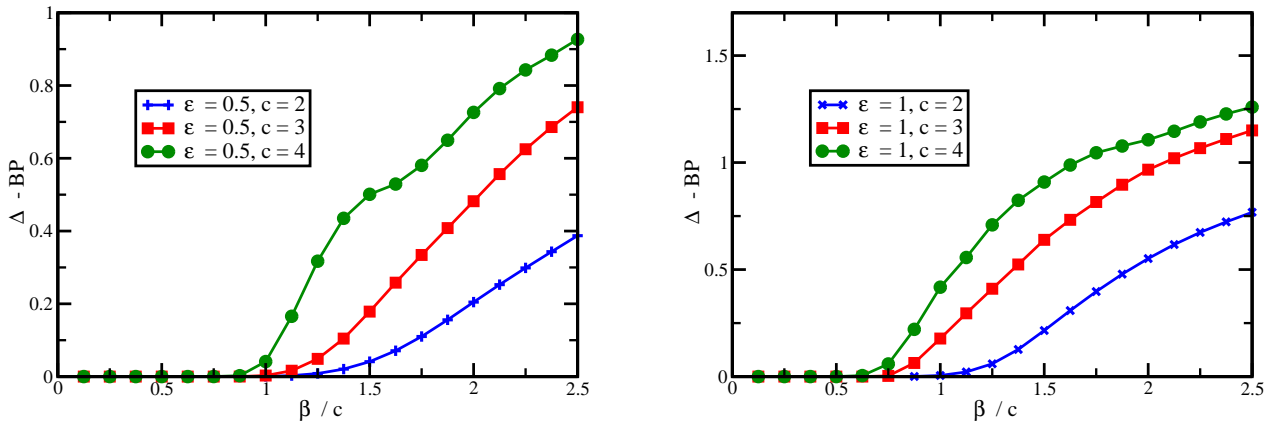 1
0.8
0.6
0.4
0.2
0
Δ - BP
ε = 0.5, c = 2
ε = 0.5, c = 3
ε = 0.5, c = 4
0 0.5 1 1.5 2 2.5
β / c
1.5
1
0.5
0
Δ - BP
ε = 1, c = 2
ε = 1, c = 3
ε = 1, c = 4
0 0.5 1 1.5 2 2.5
β / c